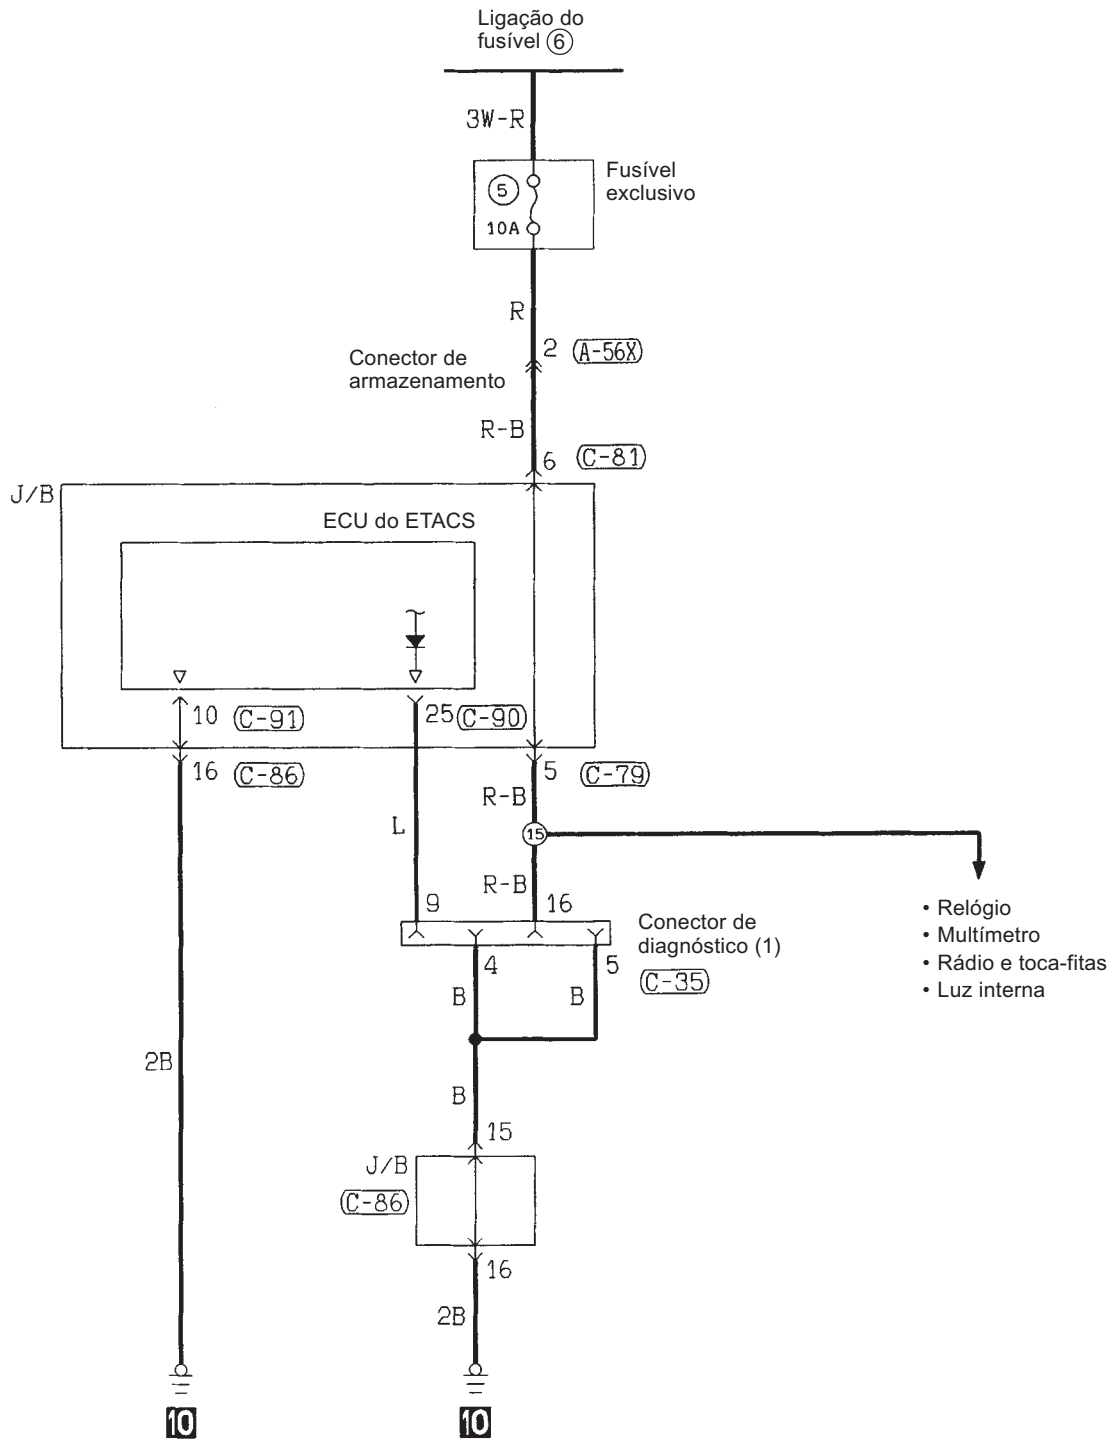 Ligação do
fusível 6
3W-R
Fusível
exclusivo
5
10A
R
2 A-56X
Conector de
armazenamento
R-B
6 C-81
J/B
ECU do ETACS
10 C-91
25 C-90
16 C-86
5 C-79
R-B
L
15
R-B
9
16
Conector de
diagnóstico (1)
C-35
• Relógio
• Multímetro
• Rádio e toca-fitas
• Luz interna
4
5
B
B
2B
B
15
J/B
C-86
16
2B
10
10